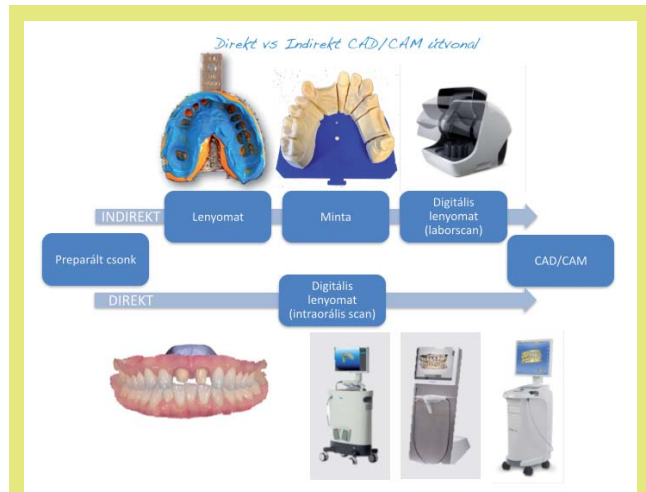 Direkt vs Indirekt CAD/CAM útvonal
INDIREKT
Lenyomat
Minta
Digitális
lenyomat
(laborscan)
Preparált csonk
CAD/CAM
DIREKT
Digitális
lenyomat
(intraorális scan)